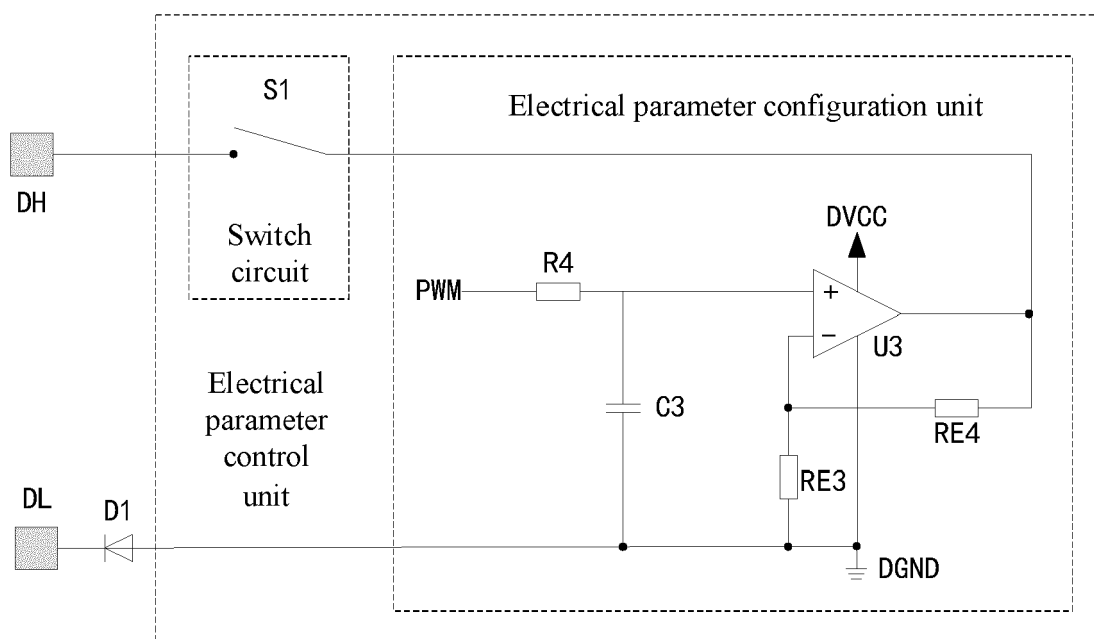 S1
Electrical parameter configuration unit
DH
Switch
circuit
DVCC
R4
PWM
+
−
U3
Electrical
parameter
control
unit
C3
RE4
RE3
DL
D1
DGND